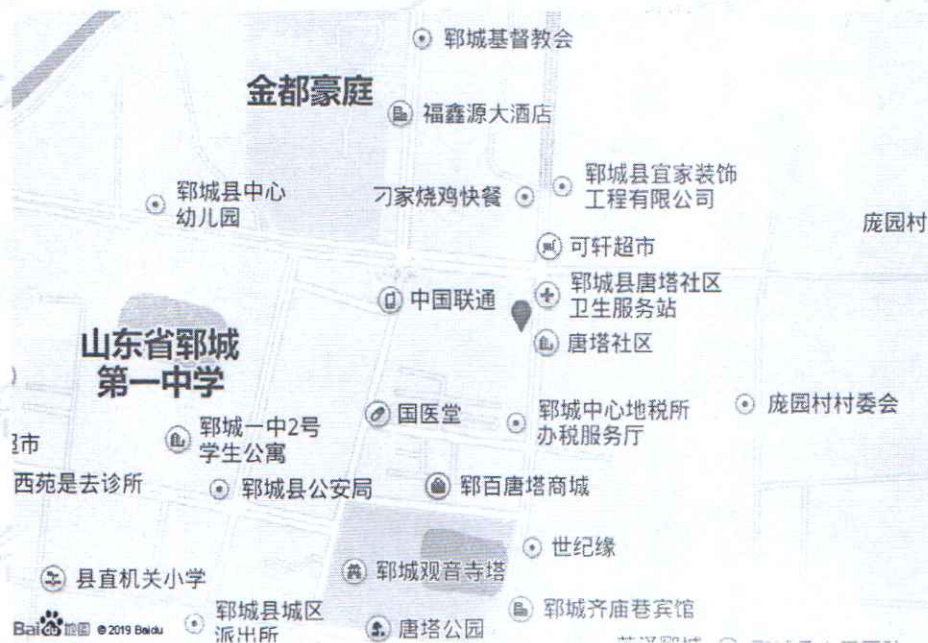 郓城基督教会
金都豪庭
福鑫源大酒店
郓城县中心
幼儿园
刁家烧鸡快餐
郓城县宜家装饰
工程有限公司
庞园村
可轩超市
中国联通
郓城县唐塔社区
卫生服务站
唐塔社区
山东省郓城
第一中学
国医堂
郓城中心地税所
办税服务厅
庞园村村委会
郓城一中2号
学生公寓
超市
西苑是去诊所
郓城县公安局
郓百唐塔商城
世纪缘
县直机关小学
郓城观音寺塔
郓城县城区
派出所
唐塔公园
郓城齐庙巷宾馆
Bai du 地图 © 2019 Baidu